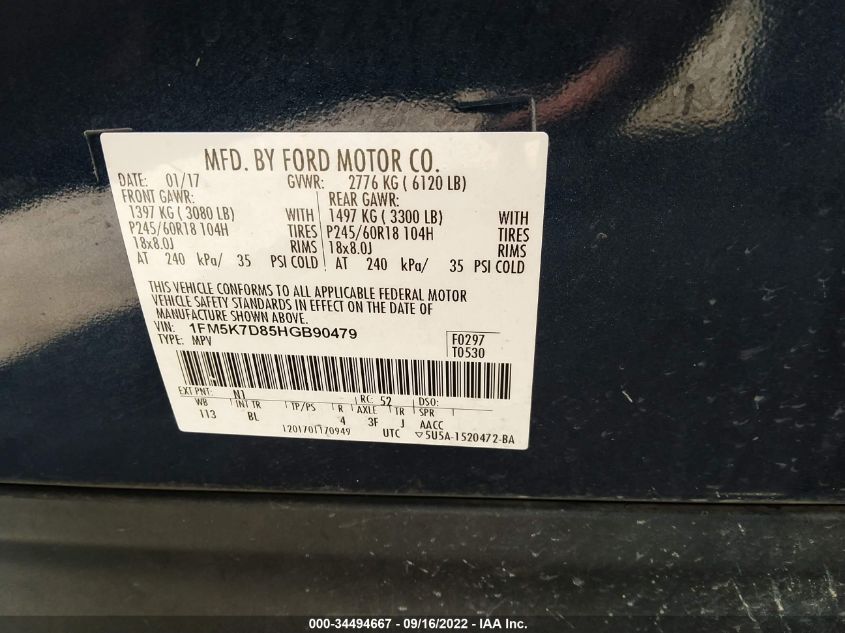 MFD. BY FORD MOTOR CO.
DATE: 01/17 GVWR: 2776 KG ( 6120 LB)
FRONT GAWR: REAR GAWR:
1397 KG ( 3080 LB) WITH 1497 KG ( 3300 LB) WITH
P245/60R18 104H TIRES P245/60R18 104H TIRES
18x8.0J RIMS 18x8.0J RIMS
AT 240 kPa/ 35 PSI COLD AT 240 kPa/ 35 PSI COLD
THIS VEHICLE CONFORMS TO ALL APPLICABLE FEDERAL MOTOR
VEHICLE SAFETY STANDARDS IN EFFECT ON THE DATE OF
MANUFACTURE SHOWN ABOVE.
VIN: 1FM5K7D85HGB90479
TYPE: MPV
F0297
T0530
EXT PNT: N1 RC: 52 DSO:
WB INT TR TP/PS R AXLE TR SPR
113 BL 4 3F J AACC
1201701170949 UTC ▽5U5A-1520472-BA
000-34494667 - 09/16/2022 - IAA Inc.